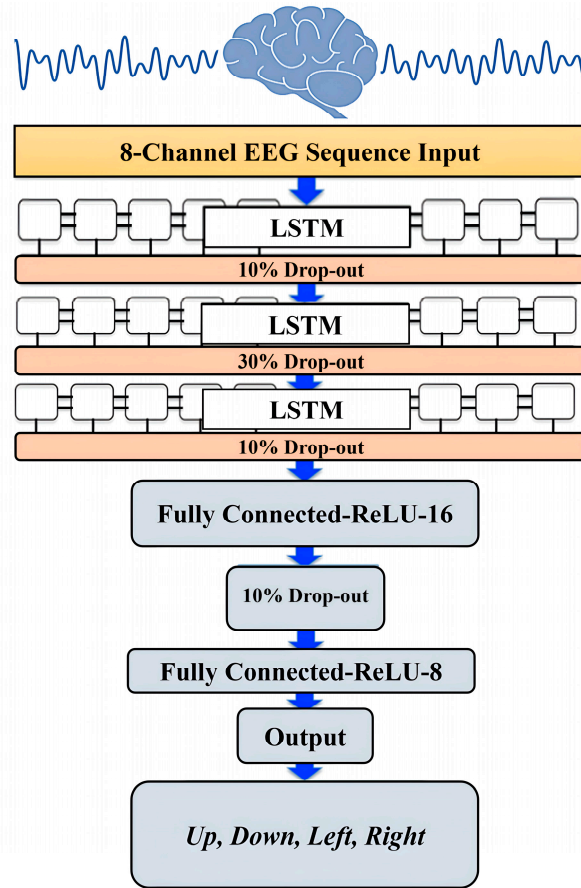 8-Channel EEG Sequence Input
LSTM
10% Drop-out
LSTM
30% Drop-out
LSTM
10% Drop-out
Fully Connected-ReLU-16
10% Drop-out
Fully Connected-ReLU-8
Output
Up, Down, Left, Right